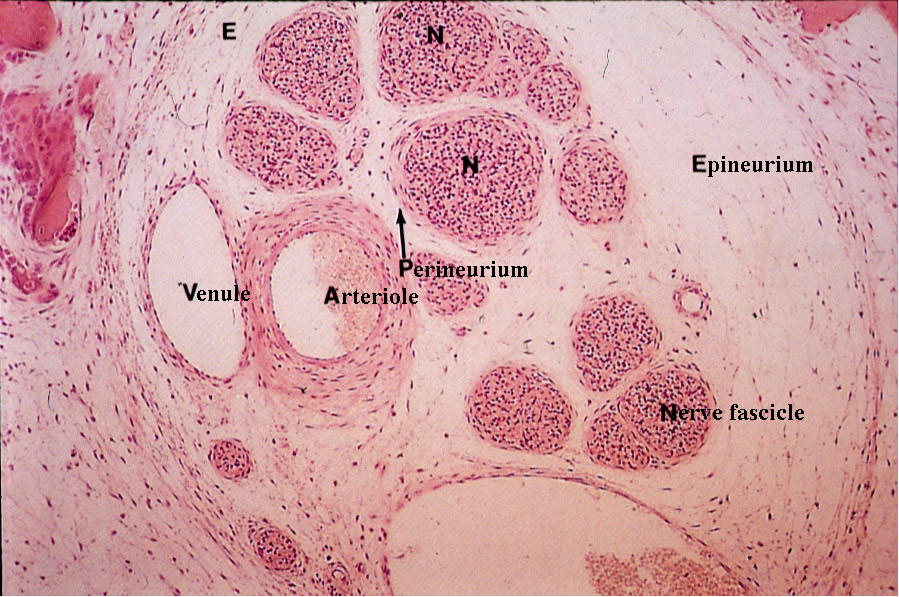 E
N
N
Epineurium
Perineurium
Venule
Arteriole
Nerve fascicle